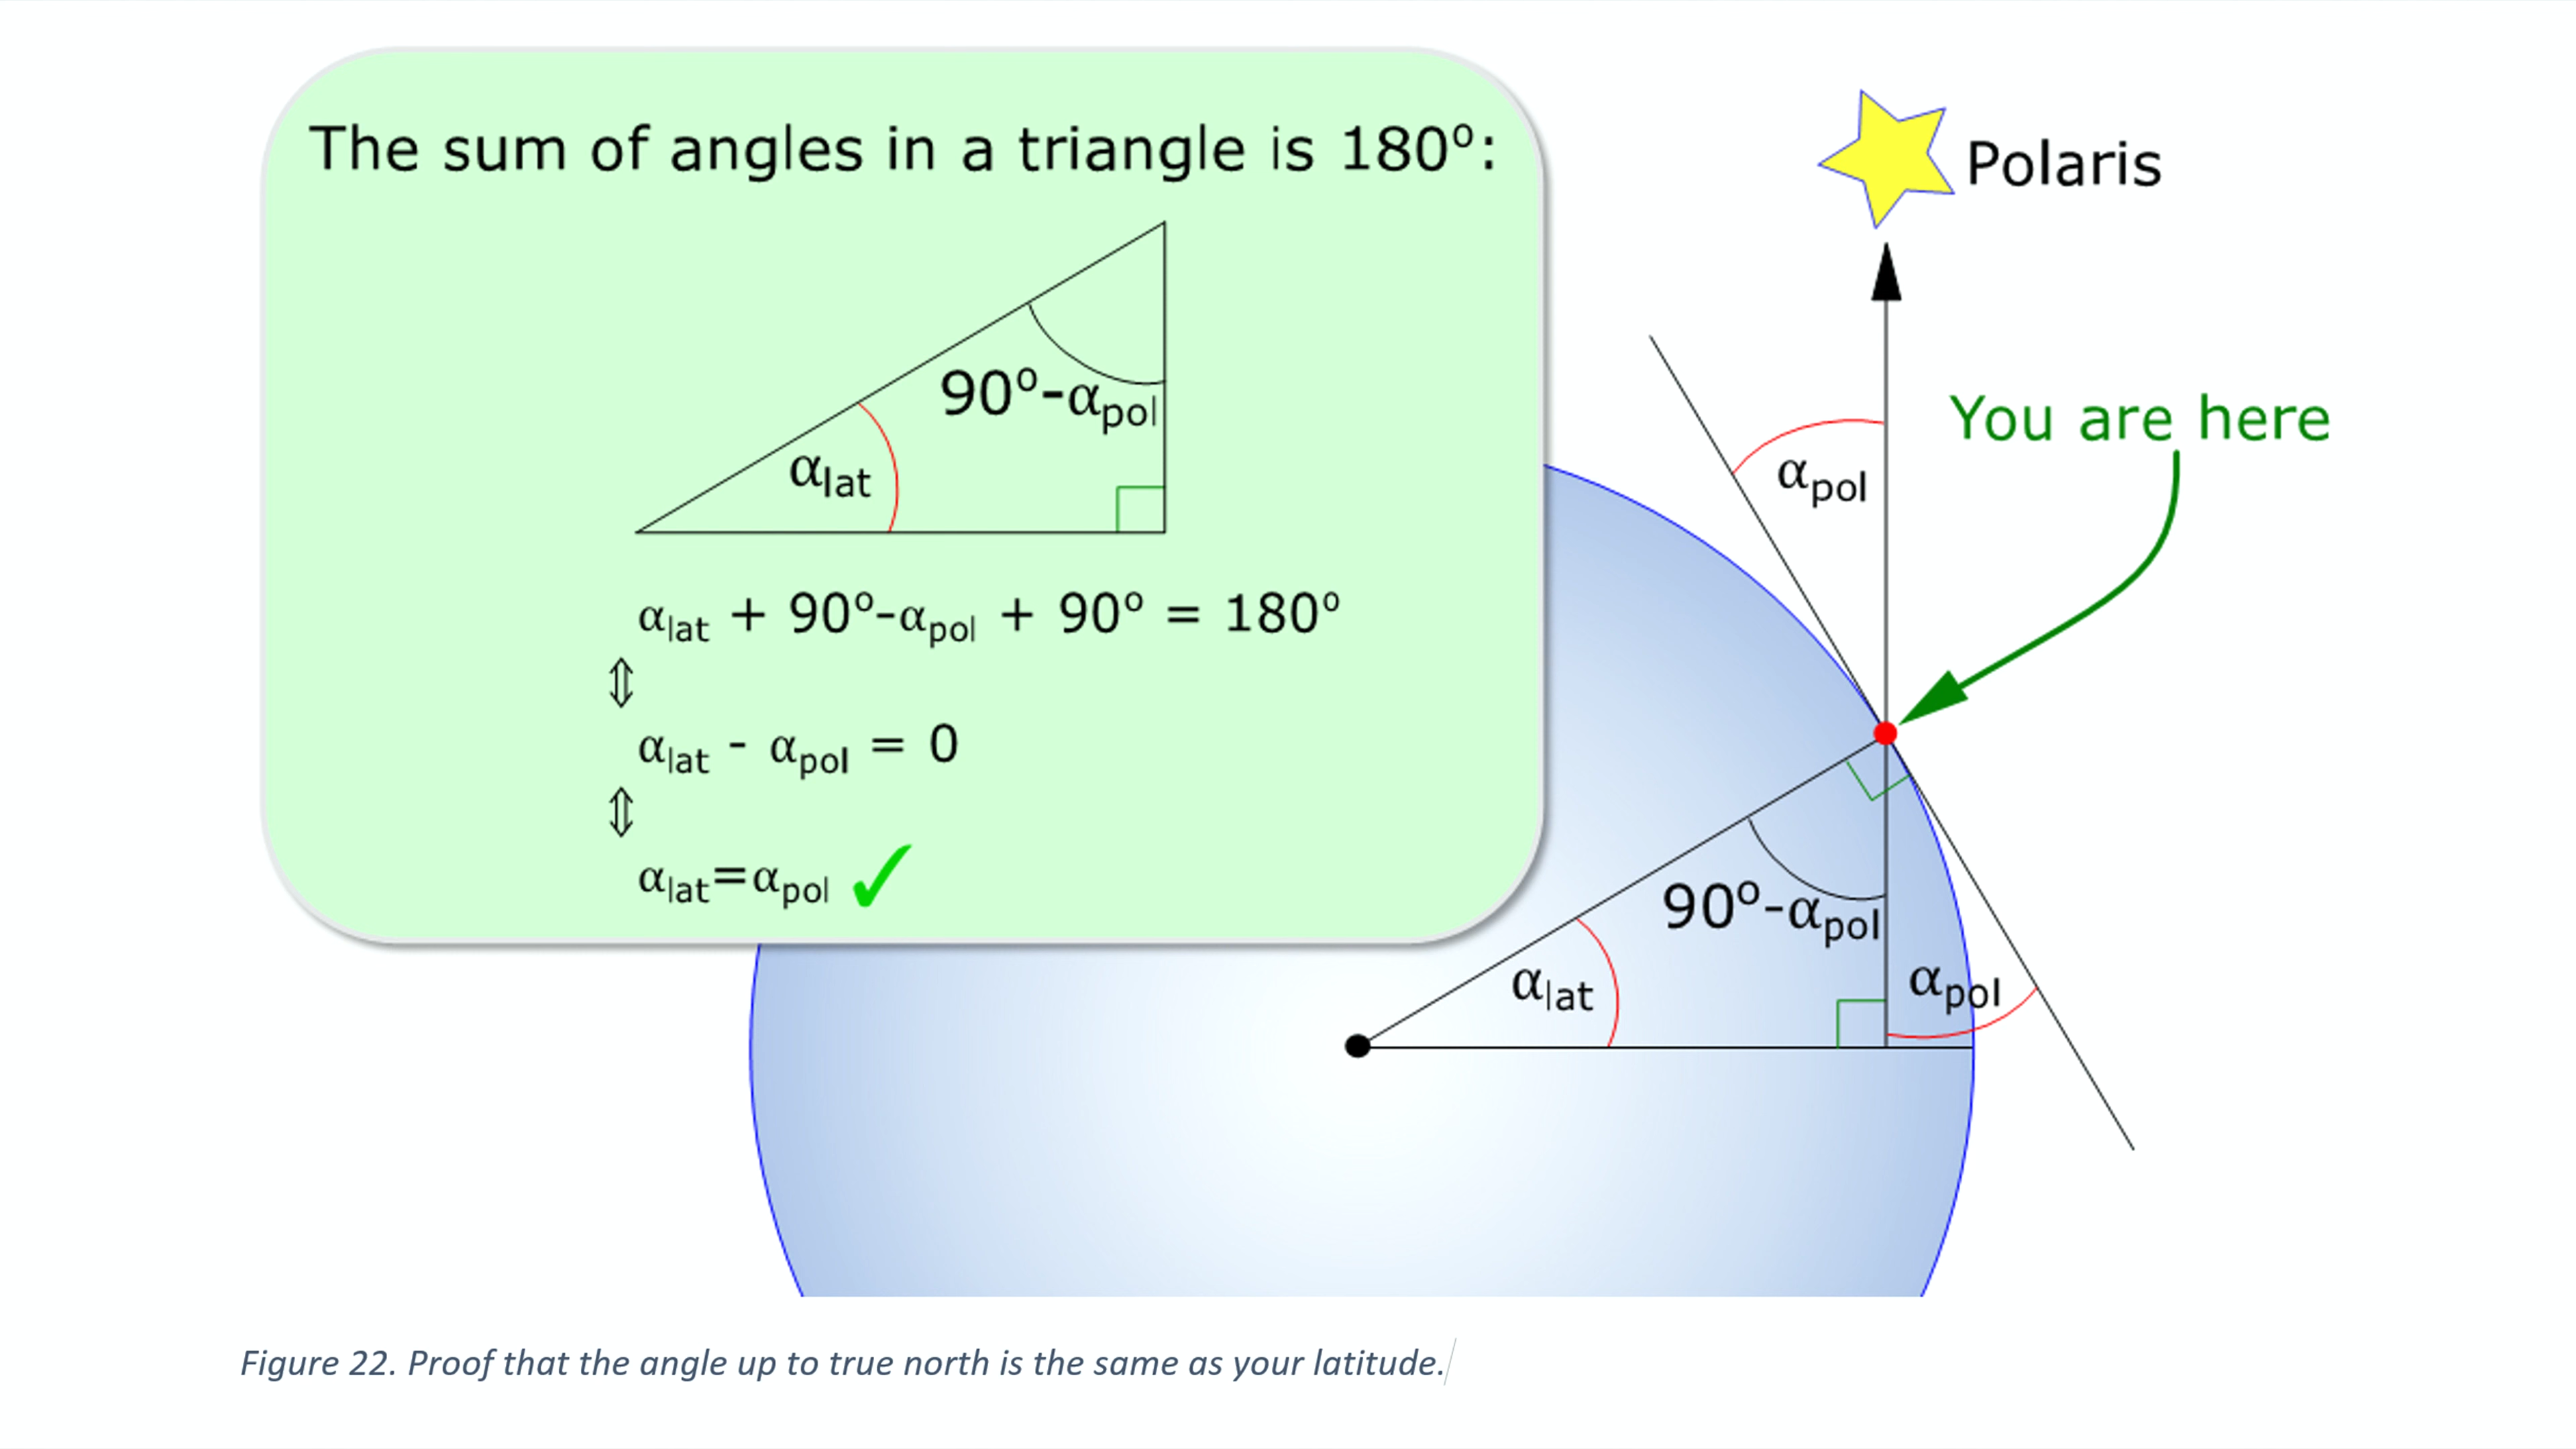 The sum of angles in a triangle is 180º:
90º-αpol
αlat
αlat + 90º-αpol + 90º = 180º
⇕
αlat - αpol = 0
⇕
αlat=αpol ✓
Polaris
You are here
αpol
90º-αpol
αlat
αpol
Figure 22. Proof that the angle up to true north is the same as your latitude.